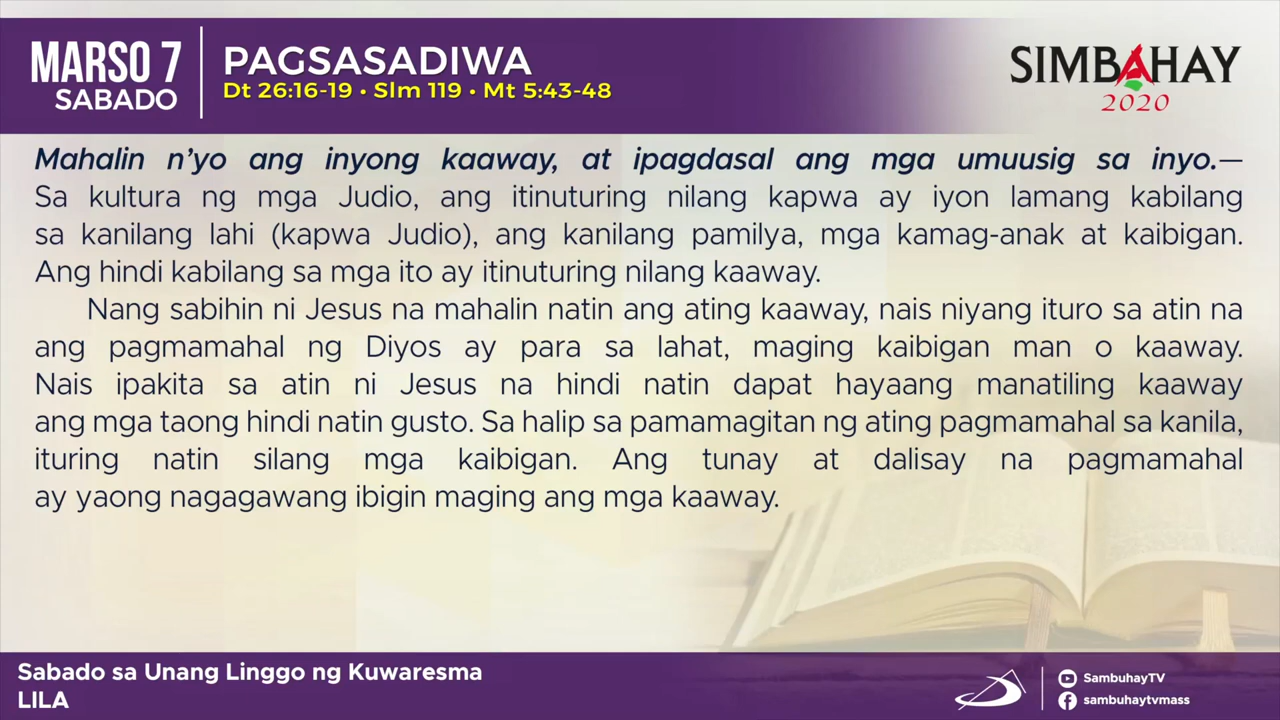 MARSO 7
SABADO
PAGSASADIWA
Dt 26:16-19 • Slm 119 • Mt 5:43-48
SIMBAHAY
2020
Mahalin n’yo ang inyong kaaway, at ipagdasal ang mga umuusig sa inyo.—
Sa kultura ng mga Judio, ang itinuturing nilang kapwa ay iyon lamang kabilang
sa kanilang lahi (kapwa Judio), ang kanilang pamilya, mga kamag-anak at kaibigan.
Ang hindi kabilang sa mga ito ay itinuturing nilang kaaway.
Nang sabihin ni Jesus na mahalin natin ang ating kaaway, nais niyang ituro sa atin na
ang pagmamahal ng Diyos ay para sa lahat, maging kaibigan man o kaaway.
Nais ipakita sa atin ni Jesus na hindi natin dapat hayaang manatiling kaaway
ang mga taong hindi natin gusto. Sa halip sa pamamagitan ng ating pagmamahal sa kanila,
ituring natin silang mga kaibigan. Ang tunay at dalisay na pagmamahal
ay yaong nagagawang ibigin maging ang mga kaaway.
Sabado sa Unang Linggo ng Kuwaresma
LILA
SambuhayTV
sambuhaytvmass